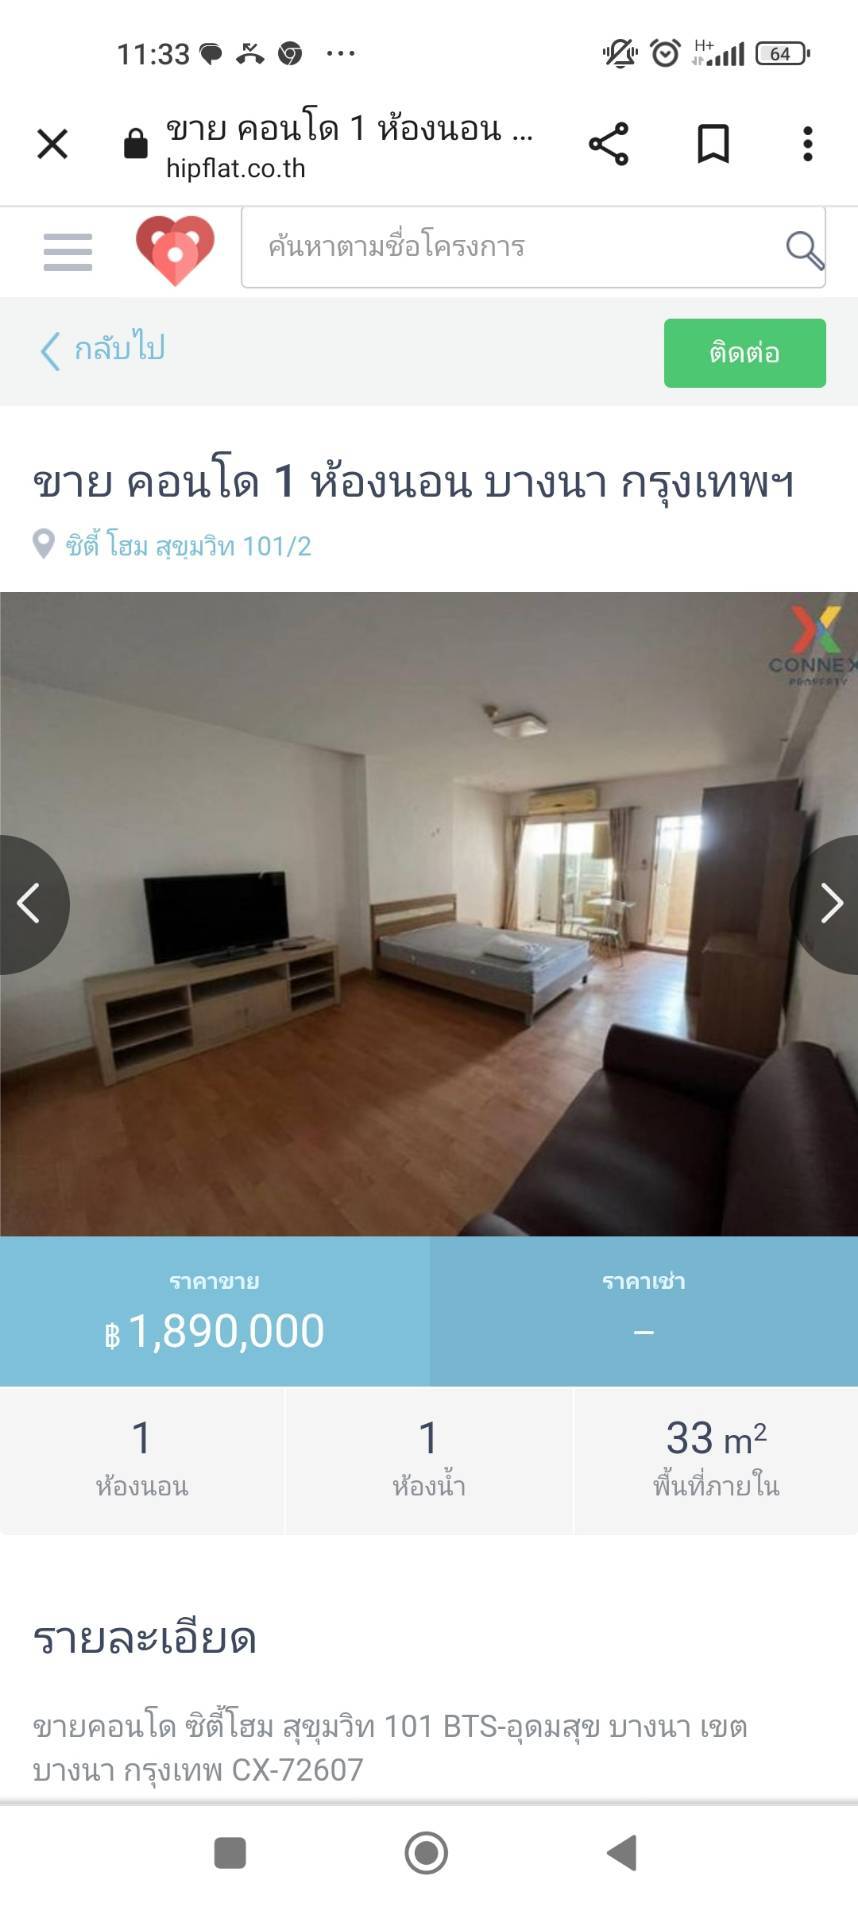 11:33
H+
64
ขาย คอนโด 1 ห้องนอน ...
hipflat.co.th
ค้นหาตามชื่อโครงการ
กลับไป
ติดต่อ
ขาย คอนโด 1 ห้องนอน บางนา กรุงเทพฯ
ซิตี้ โฮม สุขุมวิท 101/2
CONNEX
PROPERTY
ราคาขาย
฿ 1,890,000
ราคาเช่า
–
1
ห้องนอน
1
ห้องน้ำ
33 m²
พื้นที่ภายใน
รายละเอียด
ขายคอนโด ซิตี้โฮม สุขุมวิท 101 BTS-อุดมสุข บางนา เขต
บางนา กรุงเทพ CX-72607